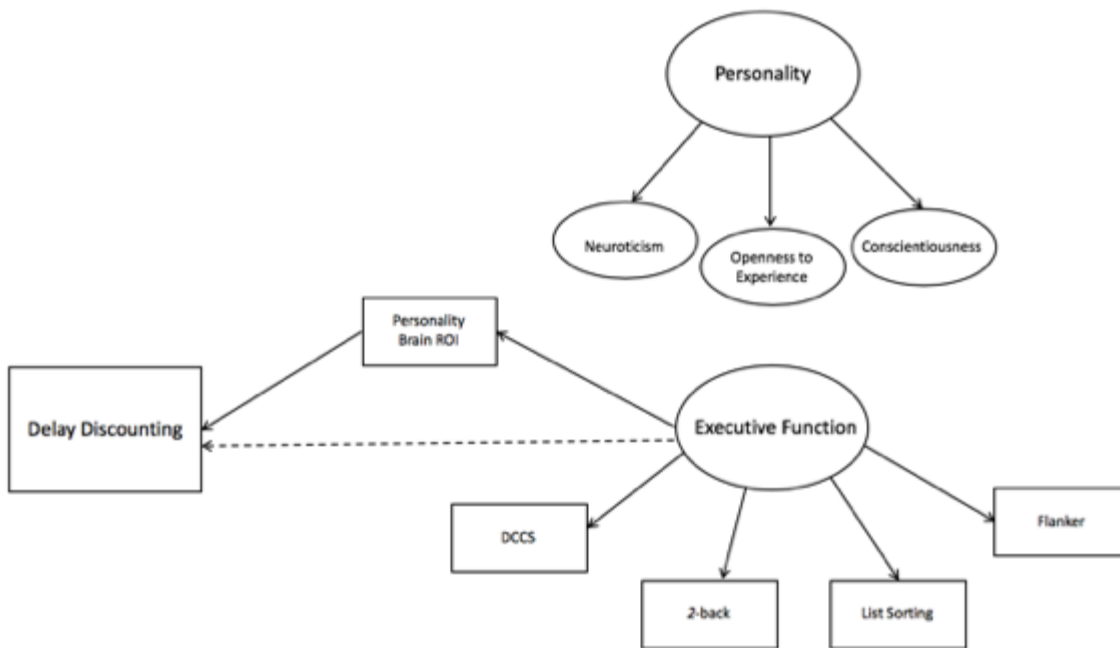 Personality
Neuroticism
Openness to
Experience
Conscientiousness
Personality
Brain ROI
Delay Discounting
Executive Function
DCCS
Flanker
2-back
List Sorting